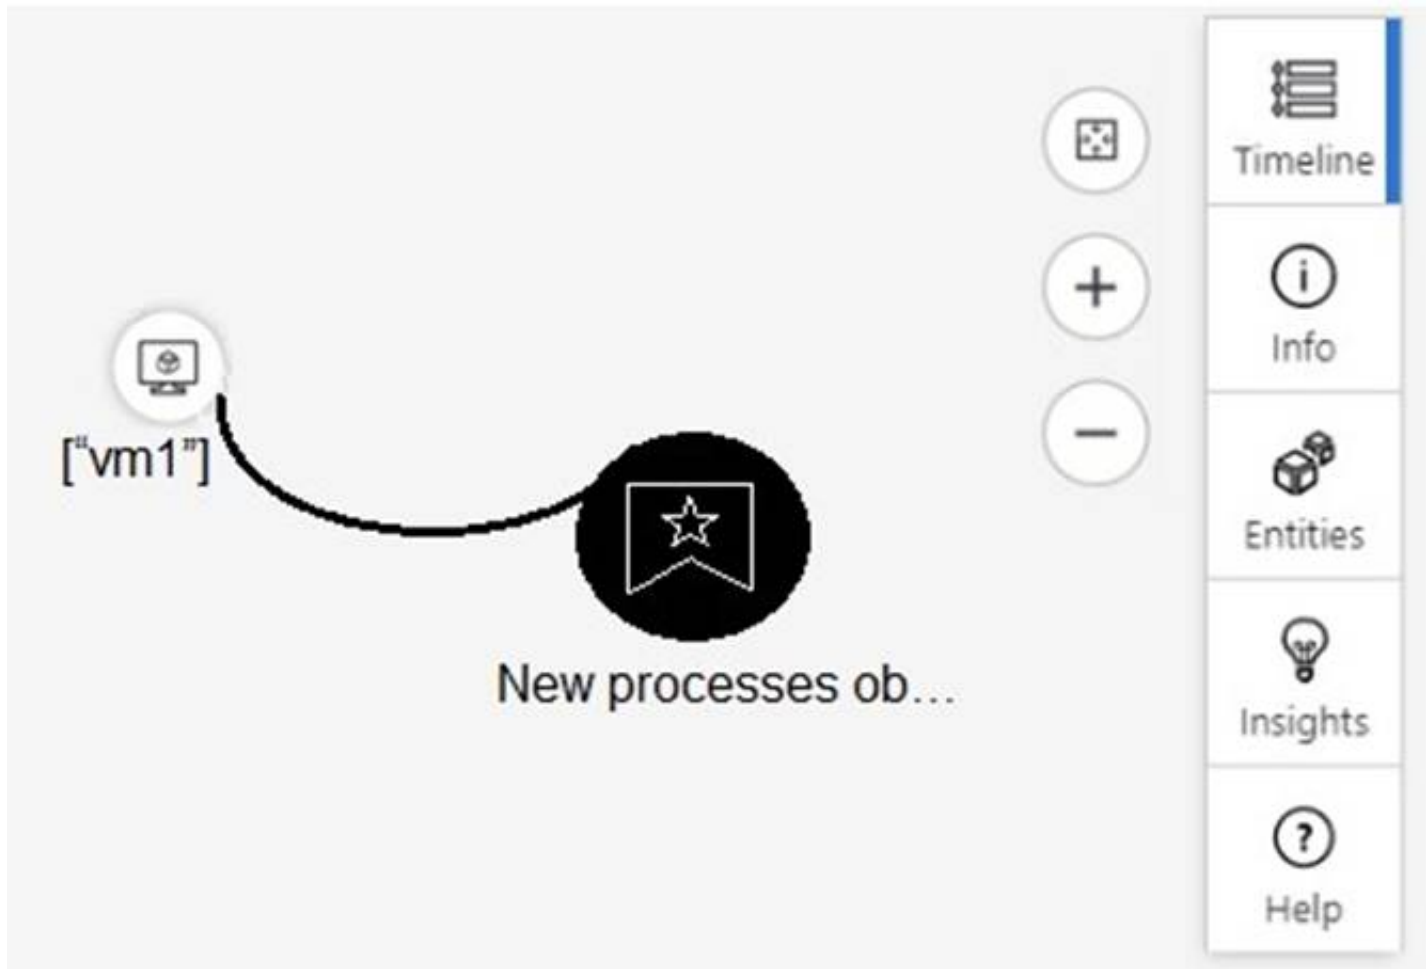 Timeline
Info
["vm1"]
Entities
New processes ob...
Insights
Help